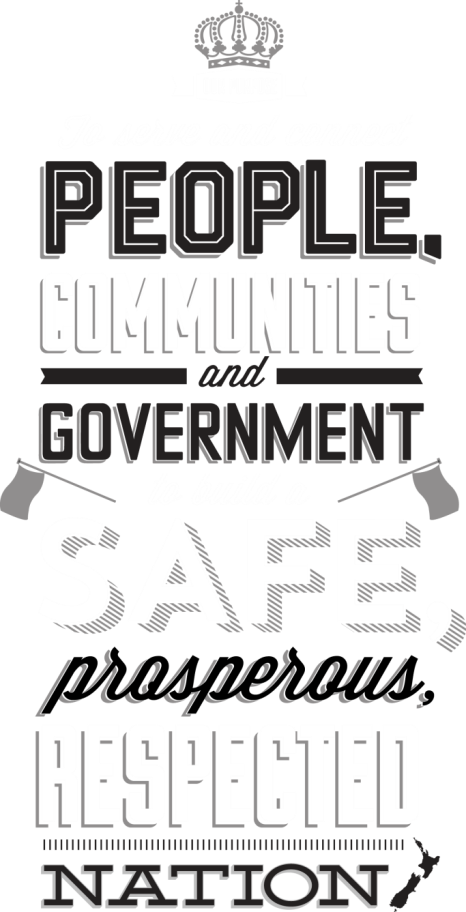 PEOPLE,
COMMUNITIES
and
GOVERNMENT
SAFE,
prosperous,
RESPECTED
NATION